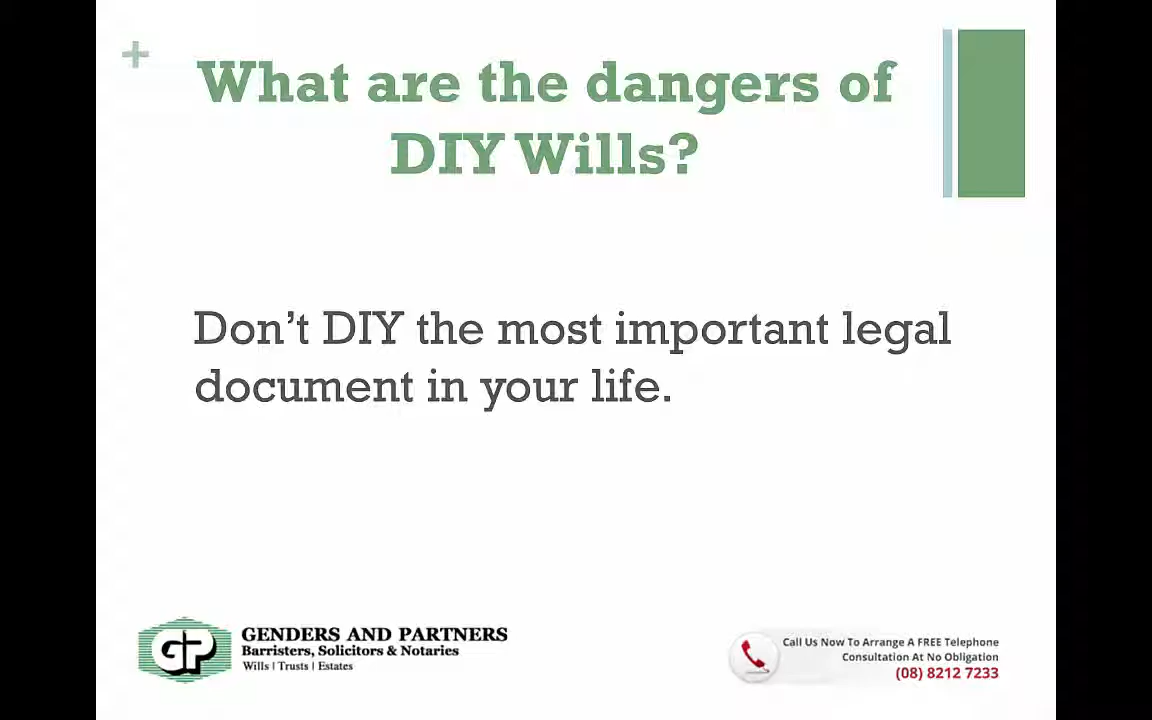 +
What are the dangers of
DIY Wills?
Don't DIY the most important legal
document in your life.
GP
GENDERS AND PARTNERS
Barristers, Solicitors & Notaries
Wills | Trusts | Estates
Call Us Now To Arrange A FREE Telephone
Consultation At No Obligation
(08) 8212 7233